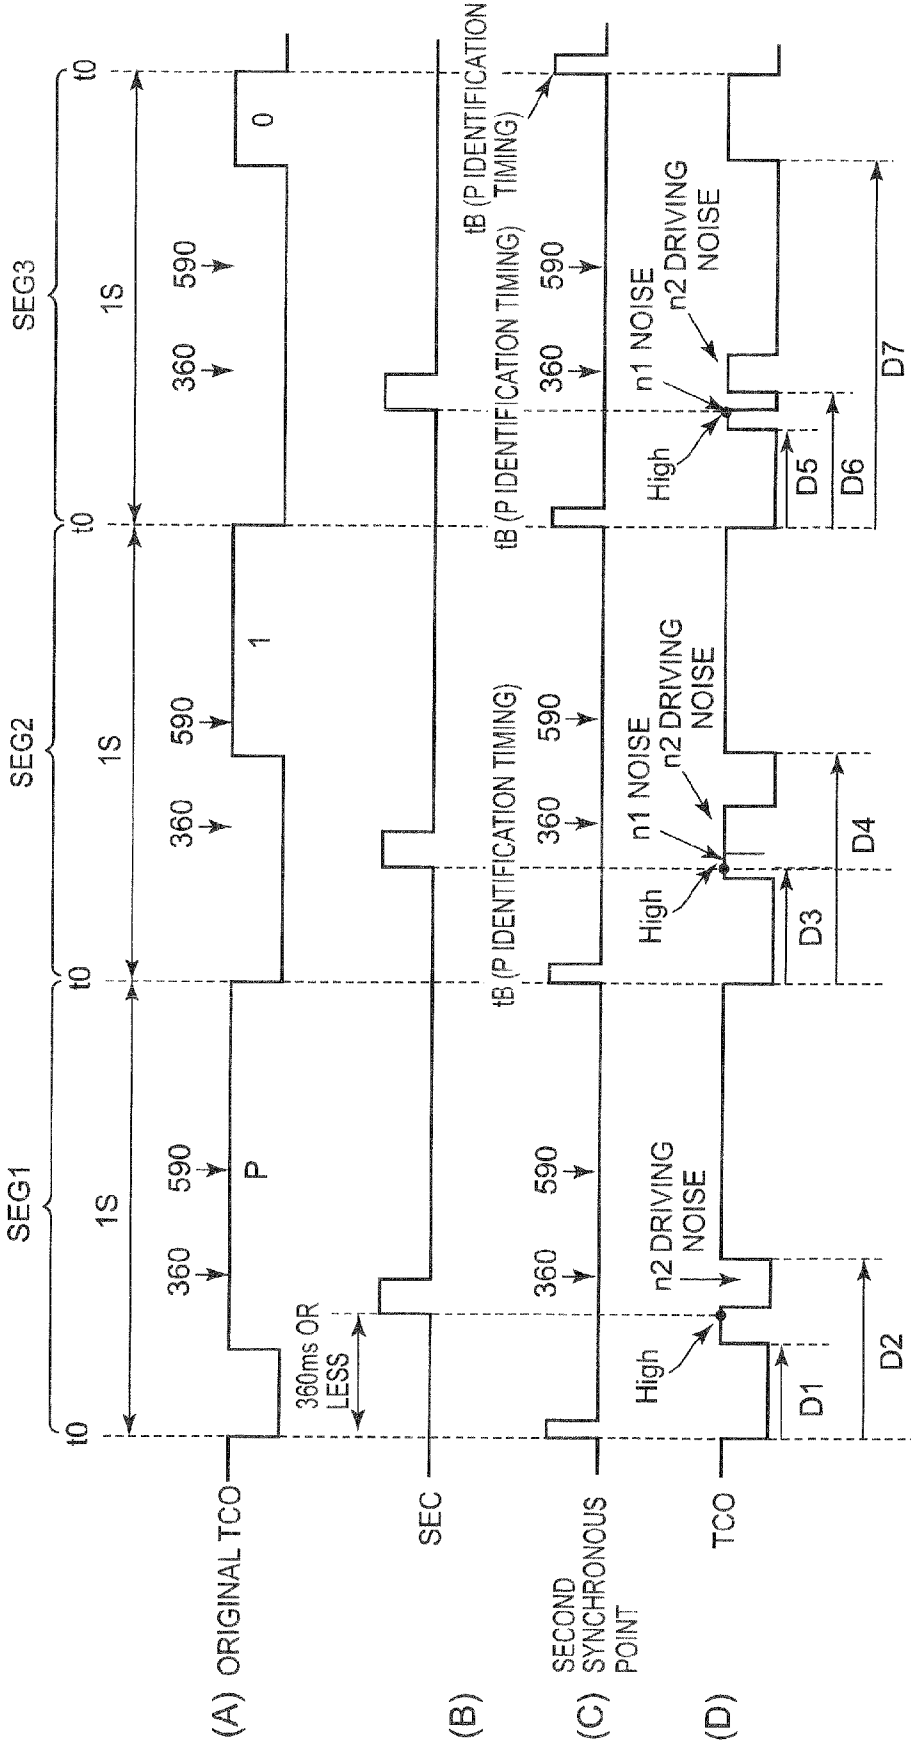 SEG1
SEG2
SEG3
t0
t0
t0
t0
1S
1S
1S
(A) ORIGINAL TCO
360
590
P
360
590
1
360
590
0
360ms OR
LESS
(B)
SEC
tB (P IDENTIFICATION TIMING)
tB (P IDENTIFICATION TIMING)
tB (P IDENTIFICATION
TIMING)
(C)
SECOND
SYNCHRONOUS
POINT
360
590
360
590
360
590
(D)
TCO
High
n2 DRIVING
NOISE
High
n1 NOISE
n2 DRIVING
NOISE
High
n1 NOISE
n2 DRIVING
NOISE
D1
D2
D3
D4
D5
D6
D7